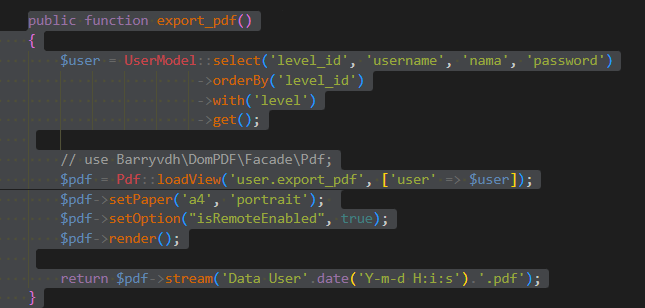 public function export_pdf()
{
$user = UserModel::select('level_id', 'username', 'nama', 'password')
->orderBy('level_id')
->with('level')
->get();
// use Barryvdh\DomPDF\Facade\Pdf;
$pdf = Pdf::loadView('user.export_pdf', ['user' => $user]);
$pdf->setPaper('a4', 'portrait');
$pdf->setOption("isRemoteEnabled", true);
$pdf->render();
return $pdf->stream('Data User'.date('Y-m-d H:i:s').'.pdf');
}